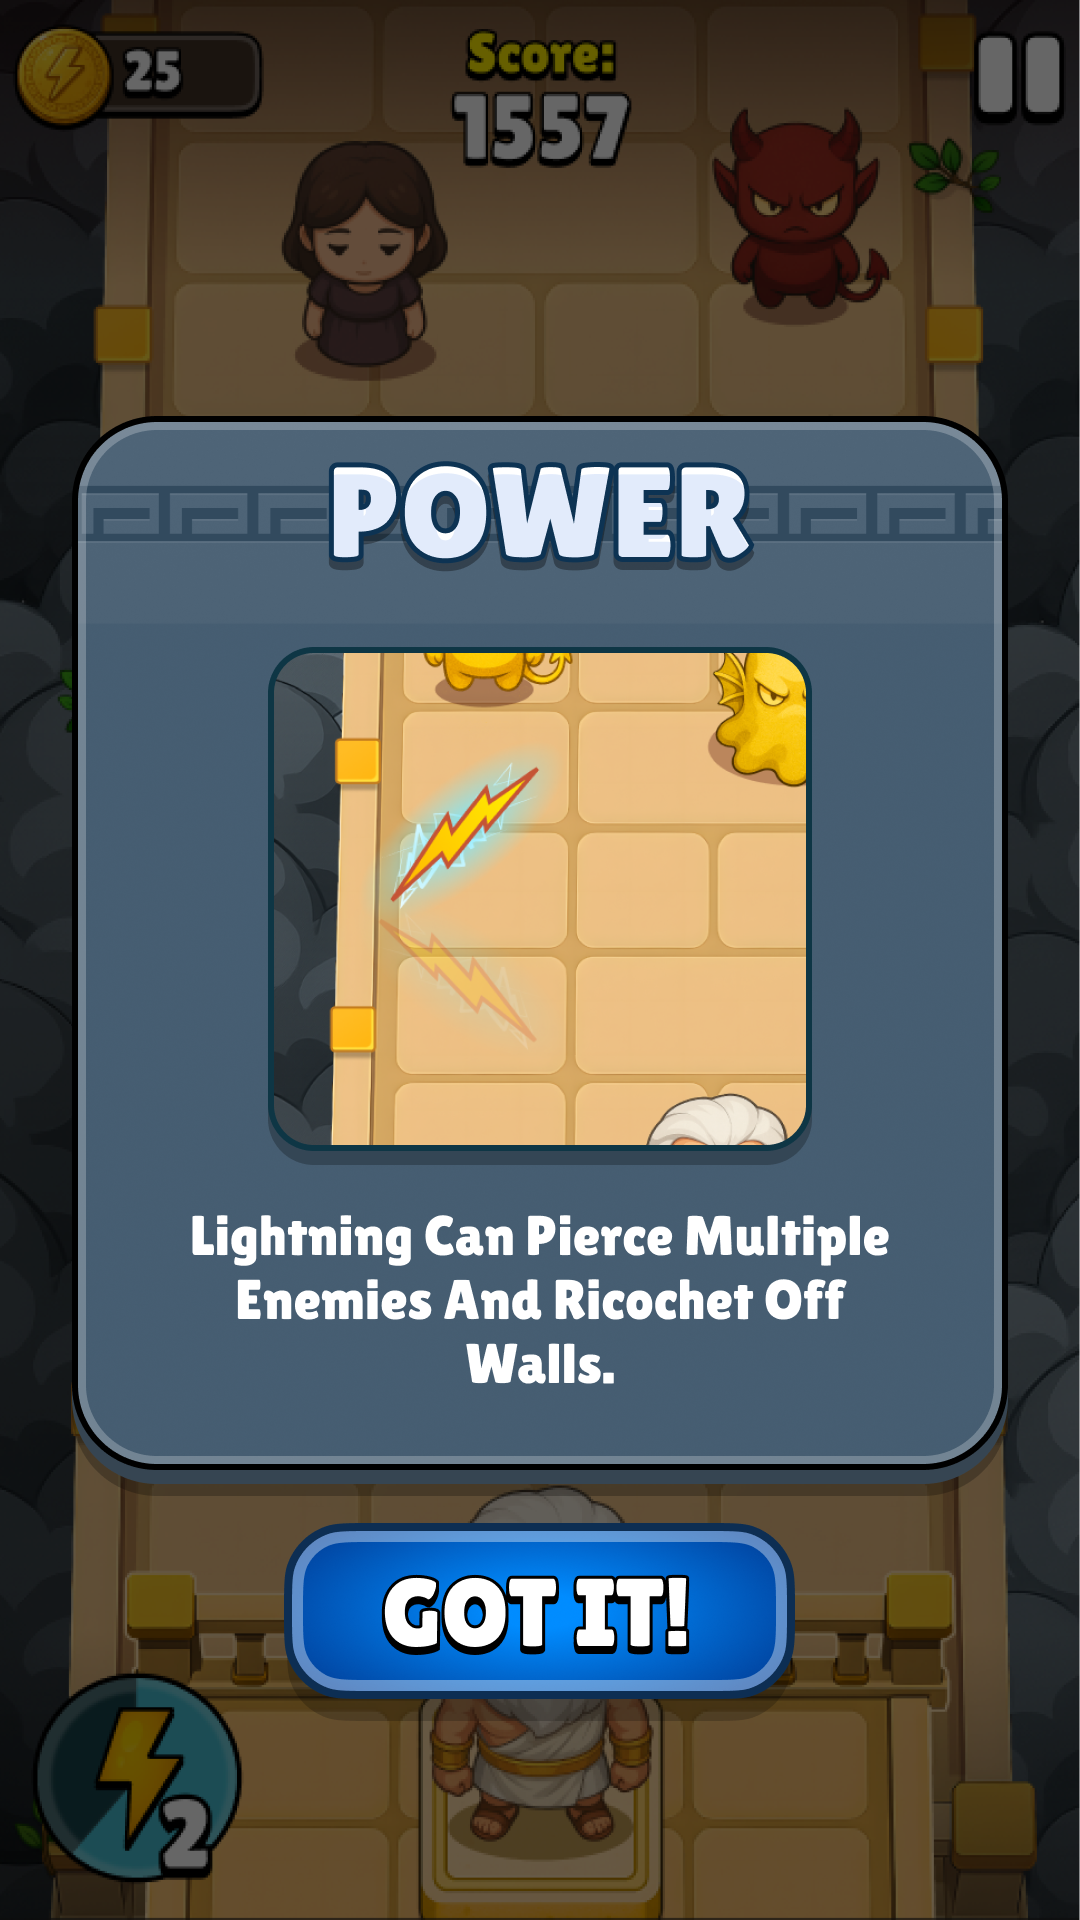 25
Score:
1557
POWER
Lightning Can Pierce Multiple
Enemies And Ricochet Off
Walls.
GOT IT!
2